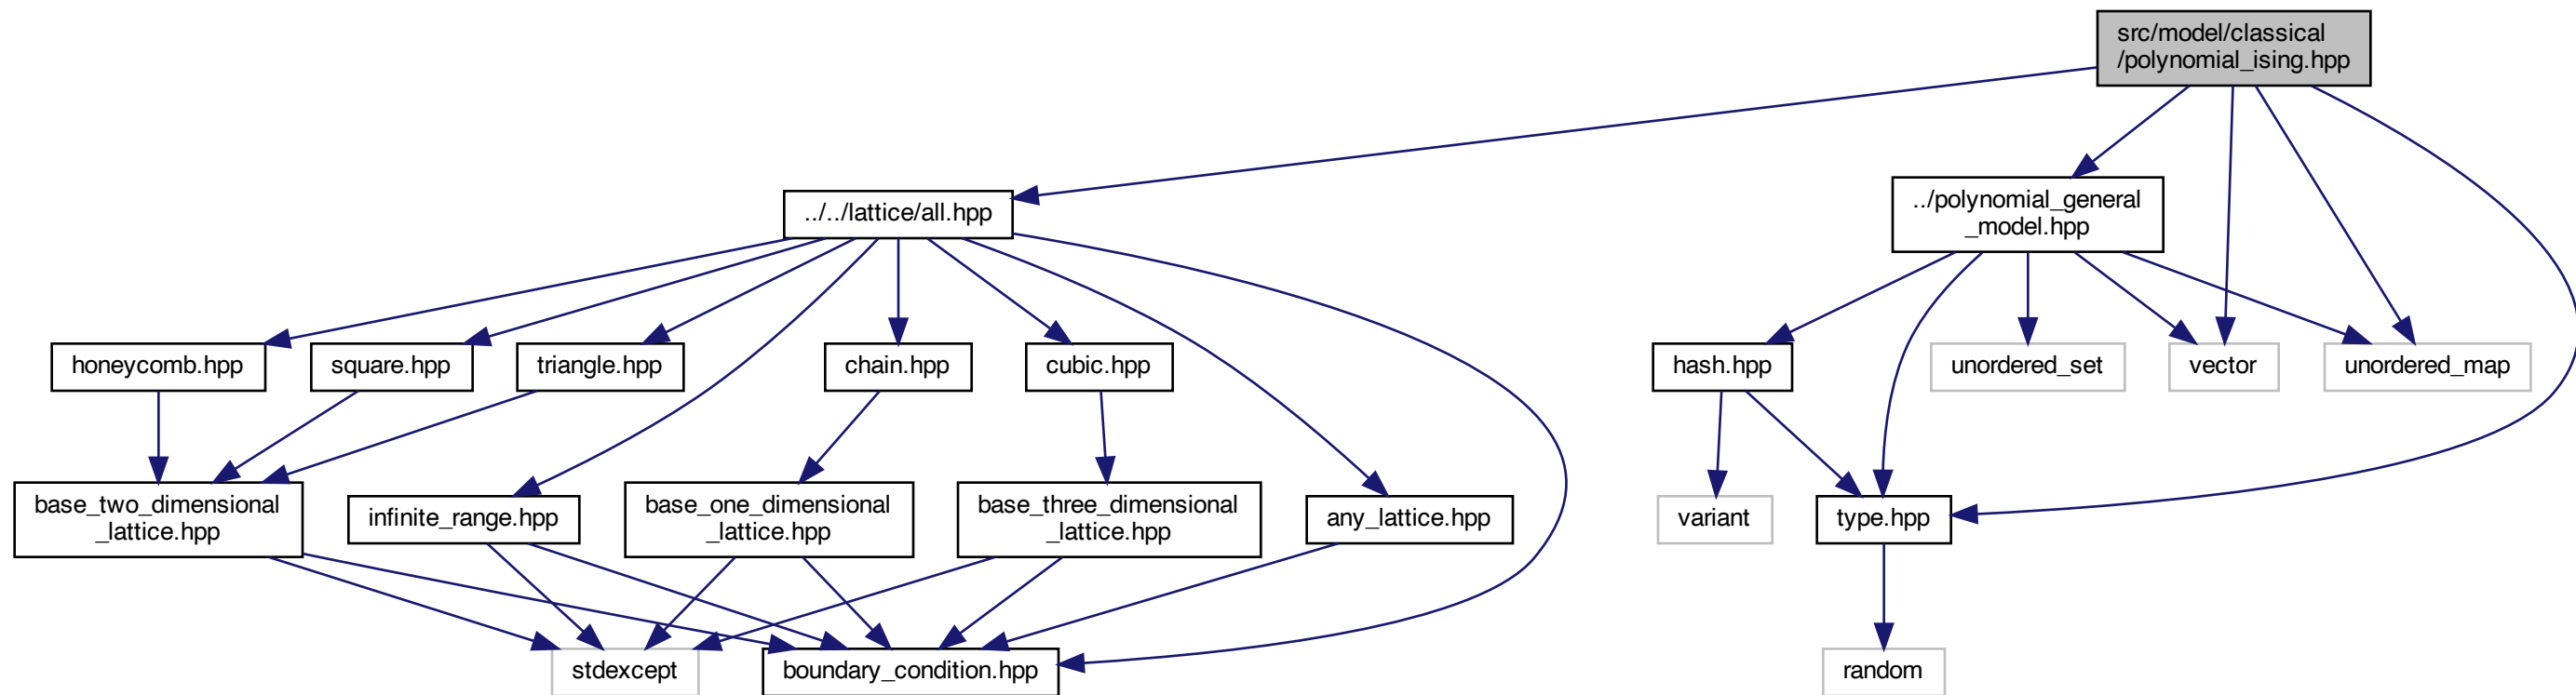 src/model/classical
/polynomial_ising.hpp
../../lattice/all.hpp
../polynomial_general
_model.hpp
honeycomb.hpp
square.hpp
triangle.hpp
chain.hpp
cubic.hpp
hash.hpp
unordered_set
vector
unordered_map
base_two_dimensional
_lattice.hpp
infinite_range.hpp
base_one_dimensional
_lattice.hpp
base_three_dimensional
_lattice.hpp
any_lattice.hpp
variant
type.hpp
stdexcept
boundary_condition.hpp
random